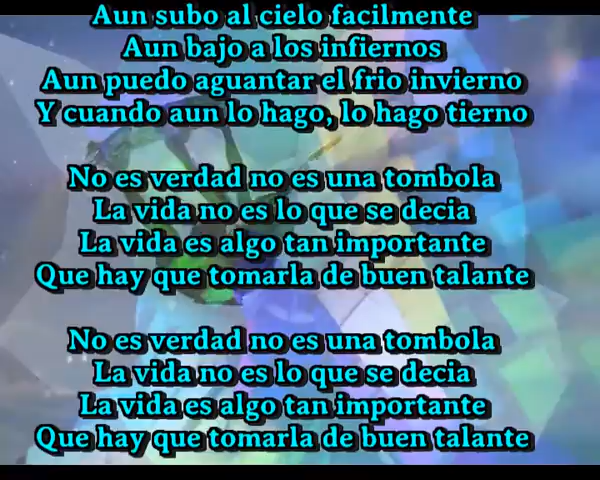 Aun subo al cielo facilmente
Aun bajo a los infiernos
Aun puedo aguantar el frio invierno
Y cuando aun lo hago, lo hago tierno
No es verdad no es una tombola
La vida no es lo que se decia
La vida es algo tan importante
Que hay que tomarla de buen talante
No es verdad no es una tombola
La vida no es lo que se decia
La vida es algo tan importante
Que hay que tomarla de buen talante